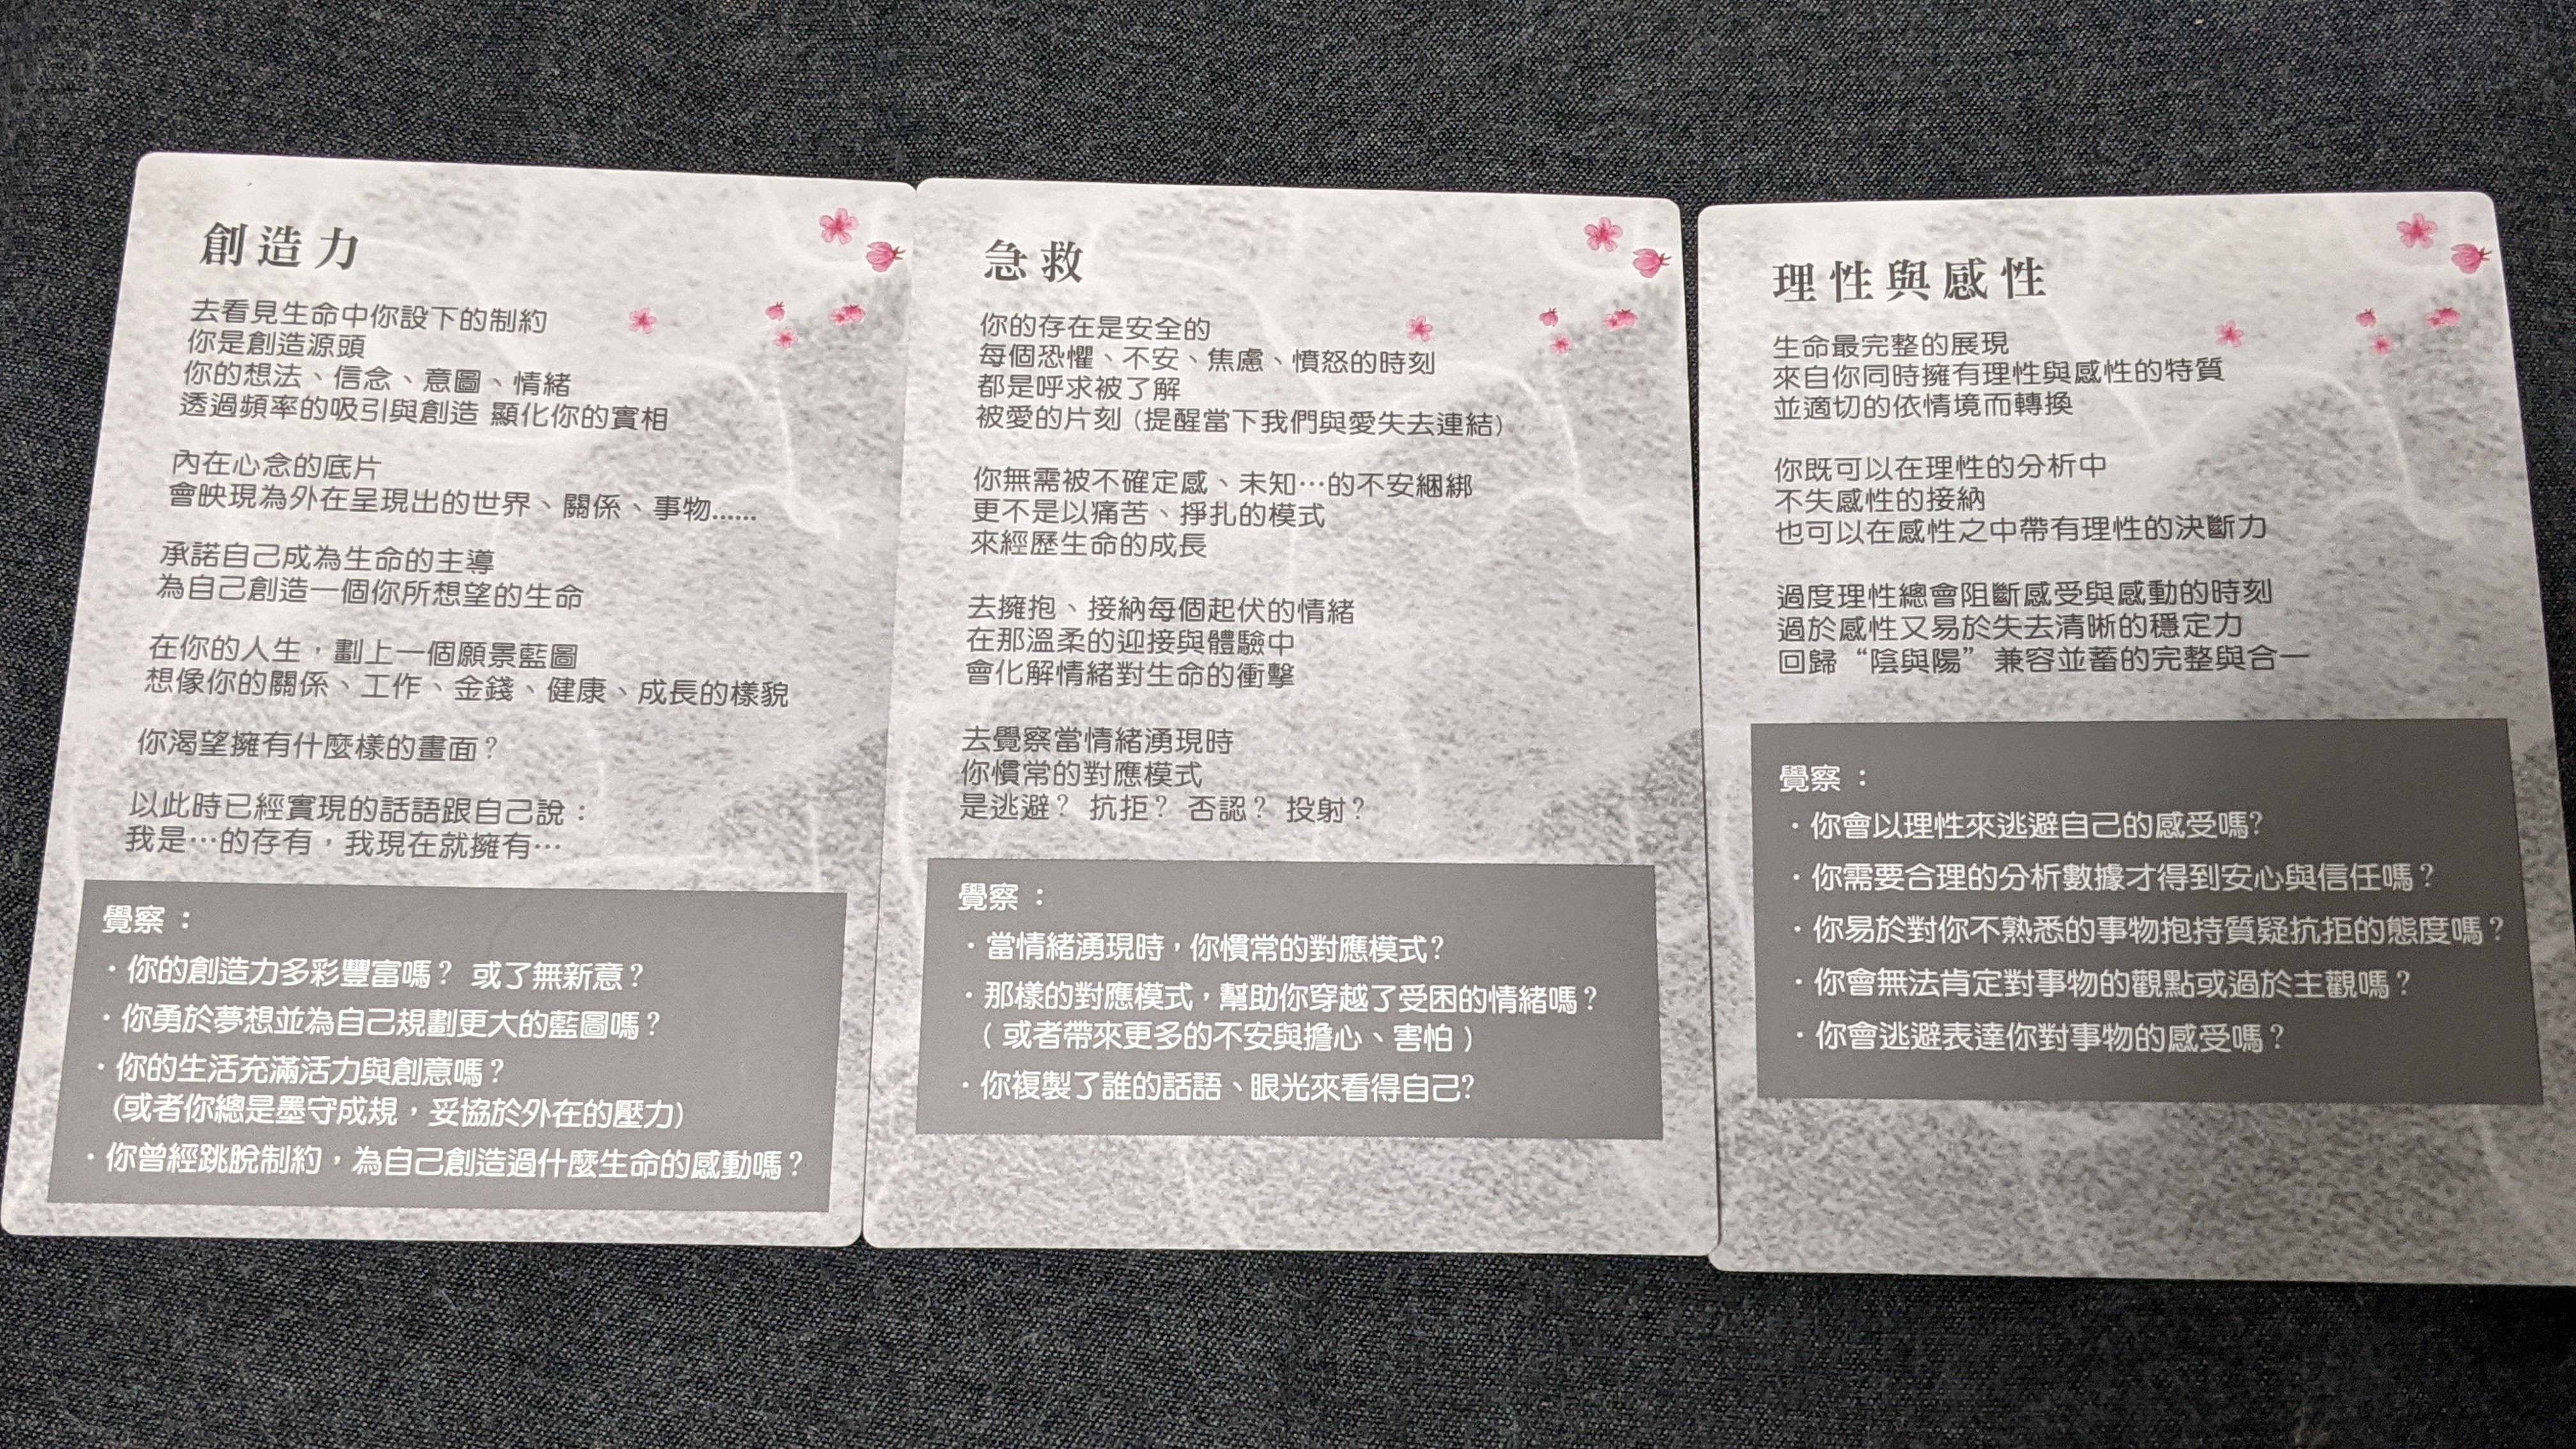 創造力
去看見生命中你設下的制約
你是創造源頭
你的想法、信念、意圖、情緒
透過頻率的吸引與創造 顯化你的實相
內在心念的底片
會映現為外在呈現出的世界、關係、事物......
承諾自己成為生命的主導
為自己創造一個你所想望的生命
在你的人生，劃上一個願景藍圖
想像你的關係、工作、金錢、健康、成長的樣貌
你渴望擁有什麼樣的畫面？
以此時已經實現的話語跟自己說：
我是…的存有，我現在就擁有…
覺察：
·你的創造力多彩豐富嗎？ 或了無新意？
·你勇於夢想並為自己規劃更大的藍圖嗎？
·你的生活充滿活力與創意嗎？
(或者你總是墨守成規，妥協於外在的壓力)
·你曾經跳脫制約，為自己創造過什麼生命的感動嗎？
急救
你的存在是安全的
每個恐懼、不安、焦慮、憤怒的時刻
都是呼求被了解
被愛的片刻 (提醒當下我們與愛失去連結)
你無需被不確定感、未知…的不安綑綁
更不是以痛苦、掙扎的模式
來經歷生命的成長
去擁抱、接納每個起伏的情緒
在那溫柔的迎接與體驗中
會化解情緒對生命的衝擊
去覺察當情緒湧現時
你慣常的對應模式
是逃避？ 抗拒？ 否認？ 投射？
覺察：
·當情緒湧現時，你慣常的對應模式？
·那樣的對應模式，幫助你穿越了受困的情緒嗎？
( 或者帶來更多的不安與擔心、害怕 )
·你複製了誰的話語、眼光來看得自己?
理性與感性
生命最完整的展現
來自你同時擁有理性與感性的特質
並適切的依情境而轉換
你既可以在理性的分析中
不失感性的接納
也可以在感性之中帶有理性的決斷力
過度理性總會阻斷感受與感動的時刻
過於感性又易於失去清晰的穩定力
回歸“陰與陽”兼容並蓄的完整與合一
覺察：
·你會以理性來逃避自己的感受嗎?
·你需要合理的分析數據才得到安心與信任嗎？
·你易於對你不熟悉的事物抱持質疑抗拒的態度嗎？
·你會無法肯定對事物的觀點或過於主觀嗎？
·你會逃避表達你對事物的感受嗎？